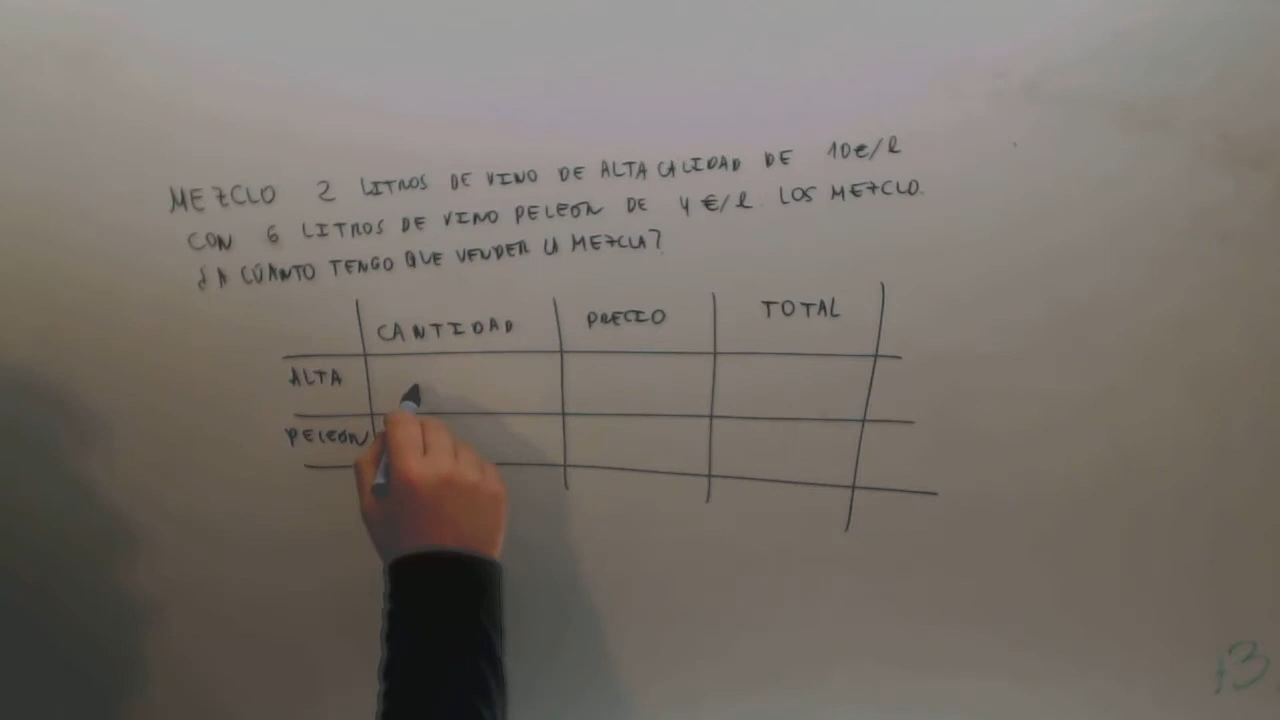 MEZCLO 2 LITROS DE VINO DE ALTA CALIDAD DE 10€/l
CON 6 LITROS DE VINO PELEON DE 4 €/l. LOS MEZCLO.
¿A CUÁNTO TENGO QUE VENDER LA MEZCLA?
CANTIDAD PRECIO TOTAL
ALTA
PELEÓN